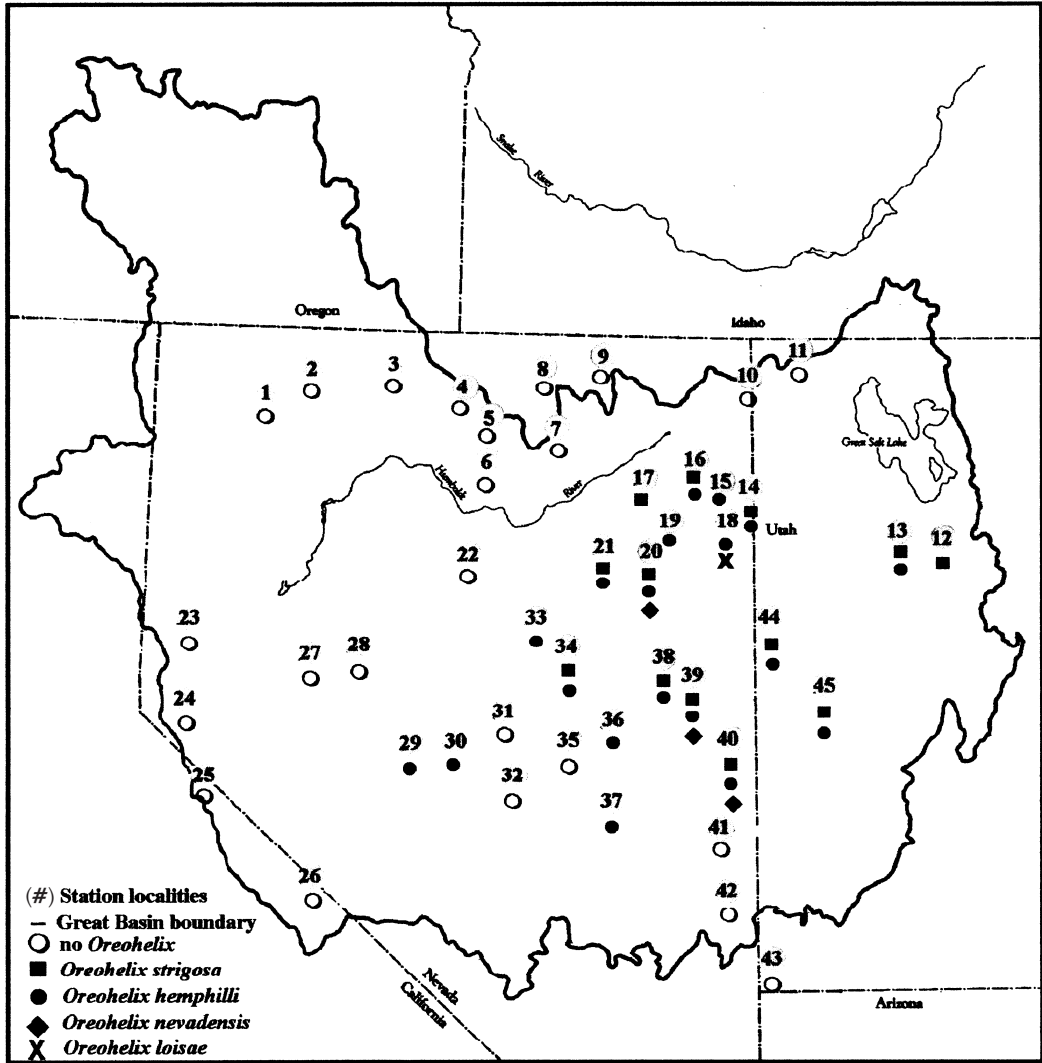 Snake
River
Oregon
Idaho
11
9
3
8
2
10
4
1
5
7
Great Salt Lake
6
Humboldt
River
16
17
15
14
19
18
Utah
13
12
21
20
22
33
44
23
34
28
27
38
39
45
24
31
36
40
29
30
35
25
32
37
41
26
42
43
(#) Station localities
– Great Basin boundary
no Oreohelix
Oreohelix strigosa
Oreohelix hemphilli
Oreohelix nevadensis
X Oreohelix loisae
Nevada
California
Arizona